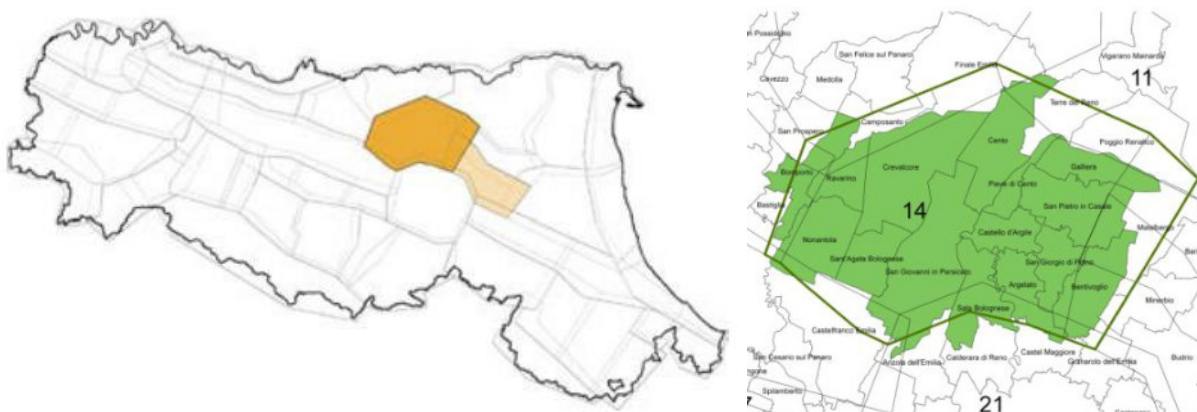 San Felice sul Panaro
Vigarano Mainarda
Finale Emilia
11
Cavezzo
Medolla
Terre del Reno
Camposanto
San Prospero
Poggio Renatico
Cento
Crevalcore
Galliera
Bomporto
Ravarino
Pieve di Cento
Bastiglia
San Pietro in Casale
14
Malalbergo
Nonantola
Castello d'Argile
Sant'Agata Bolognese
San Giorgio di Piano
San Giovanni in Persiceto
Argelato
Bentivoglio
Minerbio
Sala Bolognese
Castelfranco Emilia
Castel Maggiore
San Cesario sul Panaro
Anzola dell'Emilia
Calderara di Reno
Granarolo dell'Emilia
Budrio
Spilamberto
21